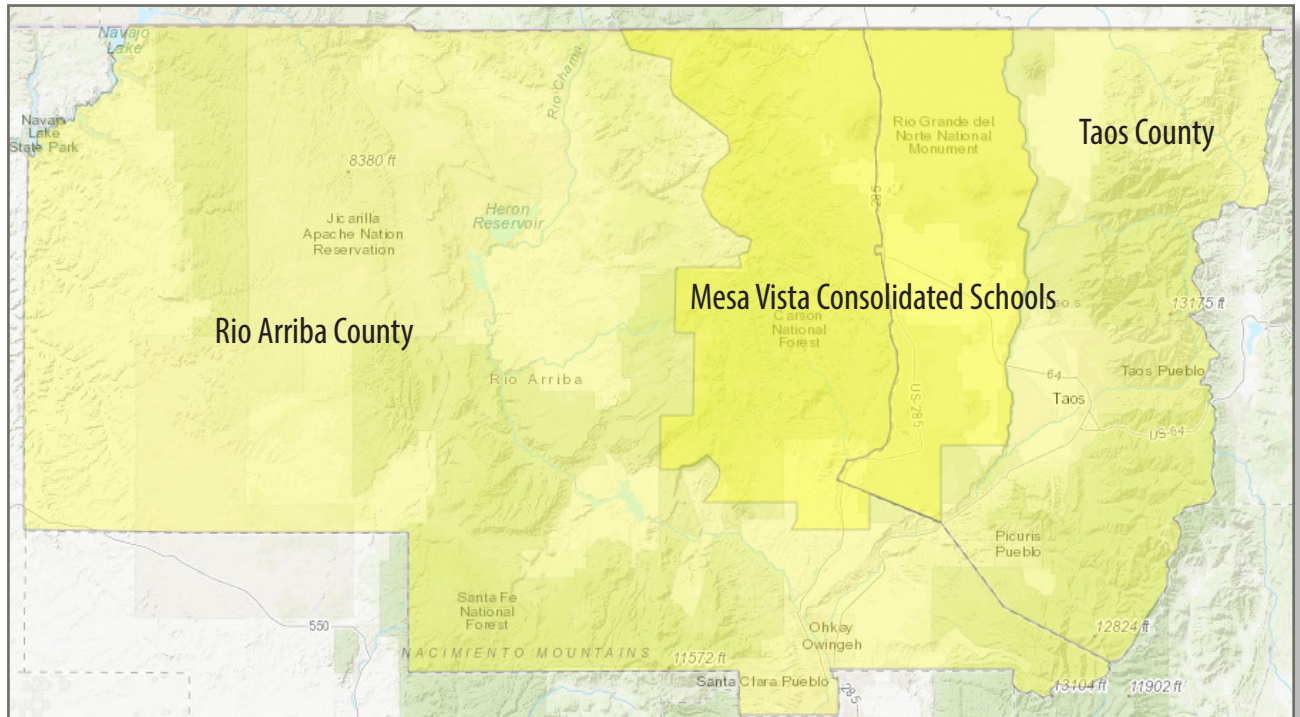 Navajo
Lake
Rio Chama
Navajo
Lake
State Park
8380 ft
Rio Grande del
Norte National
Monument
Taos County
285
Jicarilla
Apache Nation
Reservation
Heron
Reservoir
Mesa Vista Consolidated Schools
13175 ft
Carson
National
Forest
Rio Arriba County
Rio Arriba
64
Taos Pueblo
Taos
US-285
US-64
Picuris
Pueblo
Santa Fe
National
Forest
550
Ohkay
Owingeh
12824 ft
NACIMIENTO MOUNTAINS
11572 ft
Santa Clara Pueblo
285
13104 ft
11902 ft